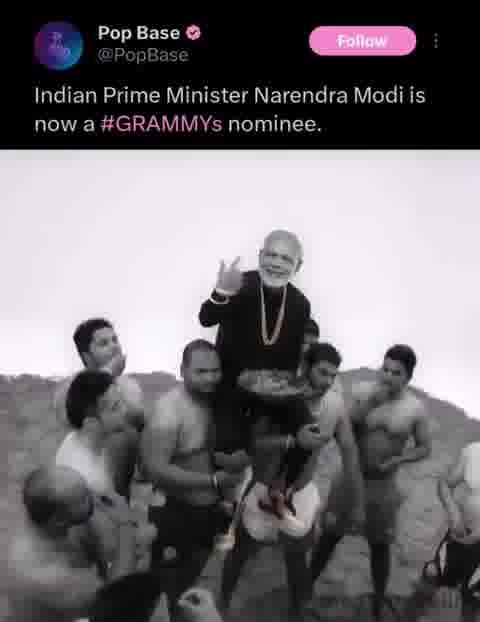 Pop Base
@PopBase
Follow
Indian Prime Minister Narendra Modi is
now a #GRAMMYs nominee.